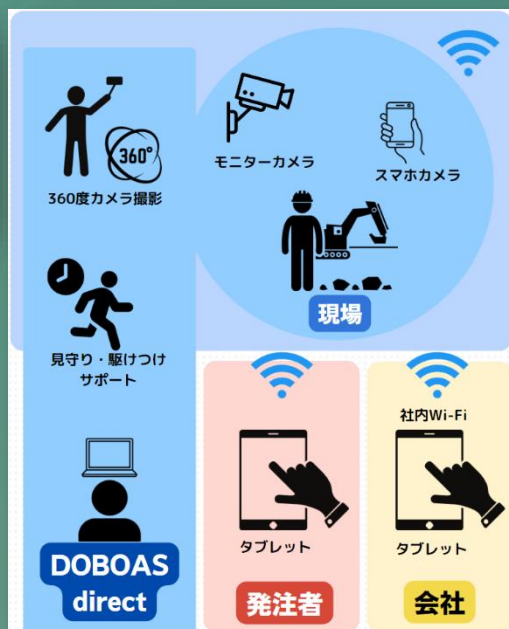 360°
360度カメラ撮影
モニターカメラ
スマホカメラ
現場
見守り・駆けつけ
サポート
DOBOAS
direct
タブレット
発注者
社内Wi-Fi
タブレット
会社